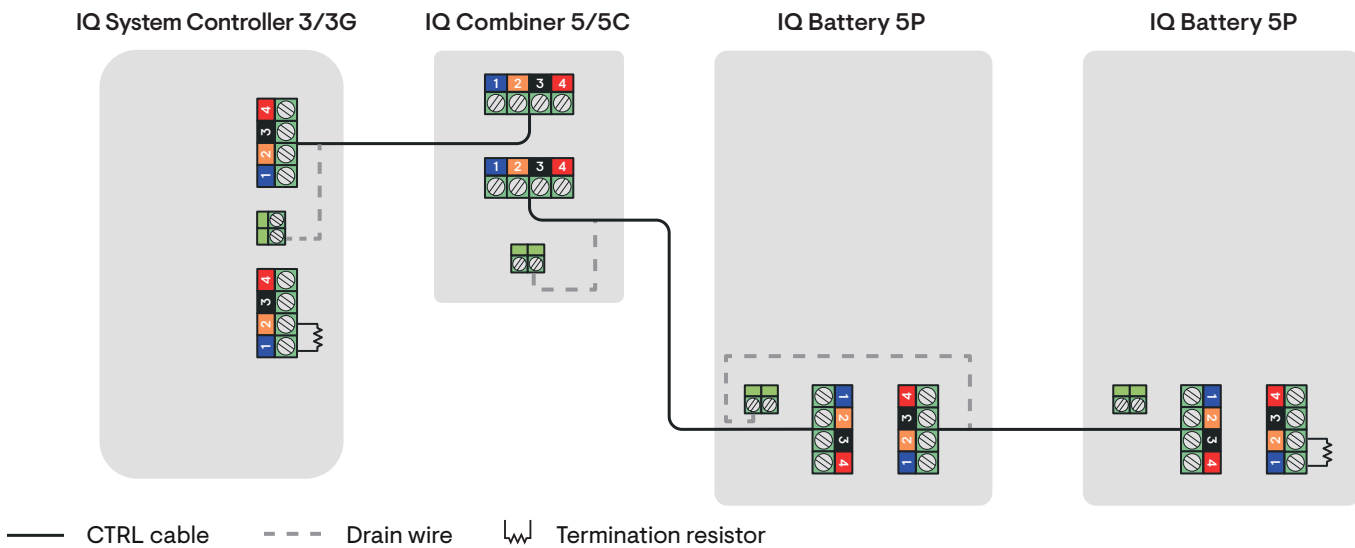 IQ System Controller 3/3G
IQ Combiner 5/5C
IQ Battery 5P
IQ Battery 5P
1 2 3 4
4
3
2
1
1 2 3 4
4
3
2
1
1
2
3
4
4
3
2
1
1
2
3
4
4
3
2
1
CTRL cable
Drain wire
Termination resistor